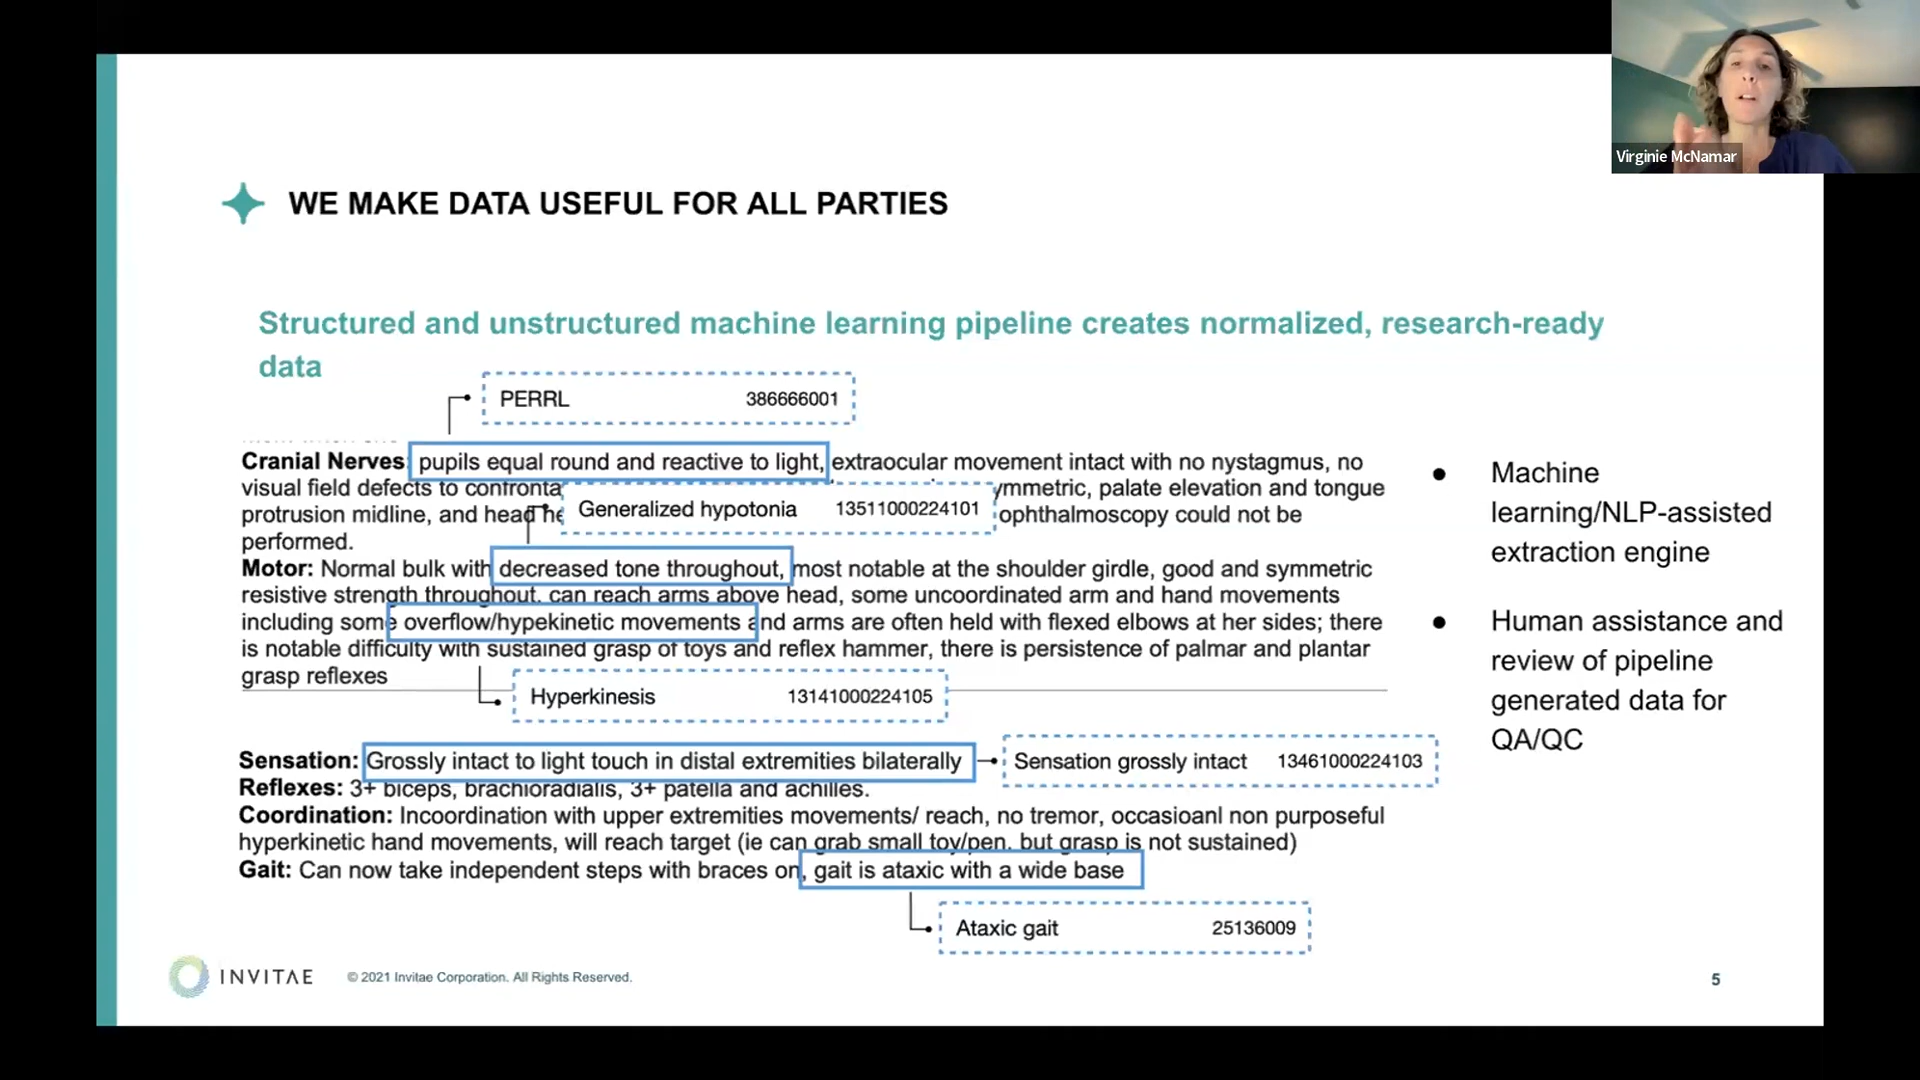 Virginie McNamar
WE MAKE DATA USEFUL FOR ALL PARTIES
Structured and unstructured machine learning pipeline creates normalized, research-ready
data
PERRL 386666001
Cranial Nerves: pupils equal round and reactive to light, extraocular movement intact with no nystagmus, no
visual field defects to confronta ymmetric, palate elevation and tongue
Generalized hypotonia 13511000224101
protrusion midline, and head he ophthalmoscopy could not be
performed.
Motor: Normal bulk with decreased tone throughout, most notable at the shoulder girdle, good and symmetric
resistive strength throughout, can reach arms above head, some uncoordinated arm and hand movements
including some overflow/hypekinetic movements and arms are often held with flexed elbows at her sides; there
is notable difficulty with sustained grasp of toys and reflex hammer, there is persistence of palmar and plantar
grasp reflexes
Hyperkinesis 13141000224105
Sensation: Grossly intact to light touch in distal extremities bilaterally
Sensation grossly intact 13461000224103
Reflexes: 3+ biceps, brachioradialis, 3+ patella and achilles.
Coordination: Incoordination with upper extremities movements/ reach, no tremor, occasioanl non purposeful
hyperkinetic hand movements, will reach target (ie can grab small toy/pen, but grasp is not sustained)
Gait: Can now take independent steps with braces on, gait is ataxic with a wide base
Ataxic gait 25136009
● Machine
learning/NLP-assisted
extraction engine
● Human assistance and
review of pipeline
generated data for
QA/QC
INVITAE © 2021 Invitae Corporation. All Rights Reserved.
5